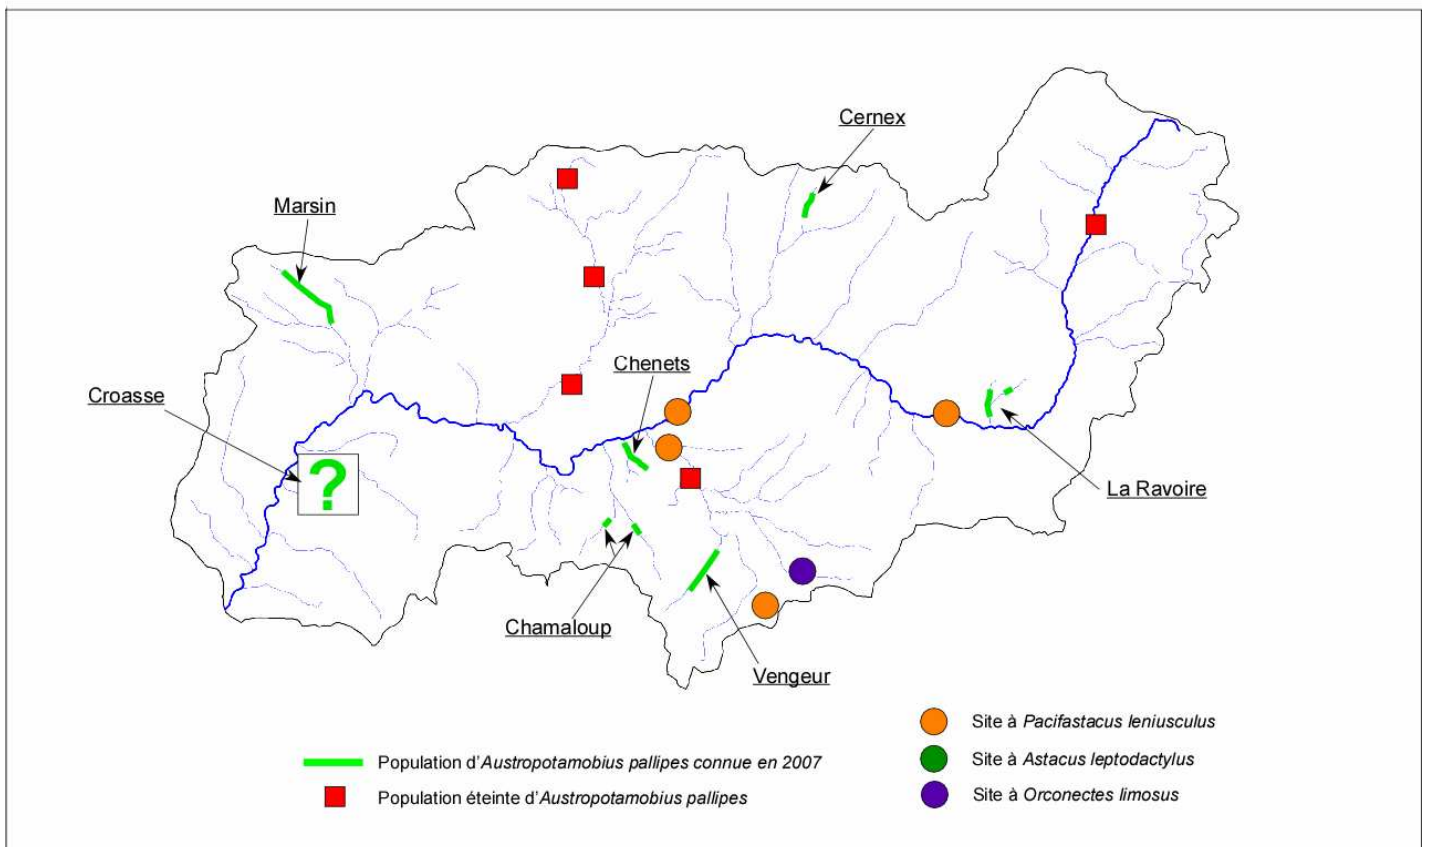 Cernex
Marsin
Chenets
Croasse
?
La Ravoire
Chamaloup
Vengeur
Site à Pacifastacus leniusculus
Population d'Austropotamobius pallipes connue en 2007
Site à Astacus leptodactylus
Population éteinte d'Austropotamobius pallipes
Site à Orconectes limosus